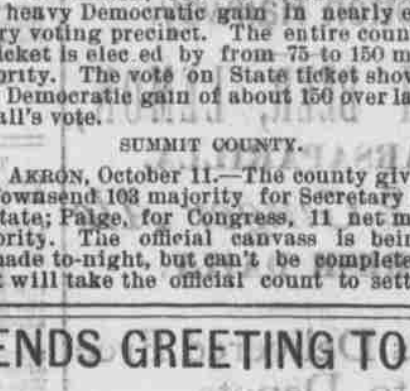 heavy Democratic gain in nearly e
ry voting precinct. The entire coun
icket is elec ed by from 75 to 150 m
ority. The vote on State ticket show
Democratic gain of about 150 over la
all's vote.
SUMMIT COUNTY.
AKRON, October 11.—The county giv
ownsend 103 majority for Secretary
tate; Paige, for Congress, 11 net m
ority. The official canvass is bein
nade to-night, but can't be complete
t will take the official count to sett
ENDS GREETING TO